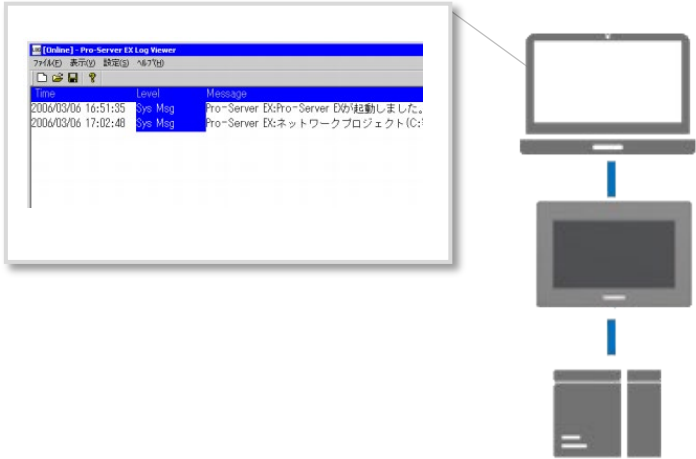 [Online] - Pro-Server EX Log Viewer
ファイル(F) 表示(V) 設定(S) ヘルプ(H)
Time Level Message
2006/03/06 16:51:35 Sys Msg Pro-Server EX:Pro-Server EXが起動しました。
2006/03/06 17:02:48 Sys Msg Pro-Server EX:ネットワークプロジェクト(C: